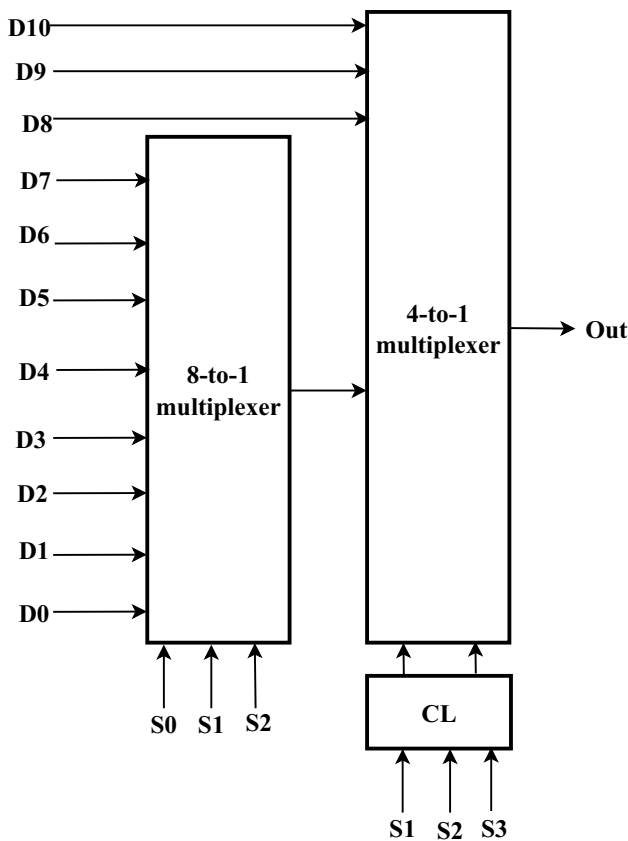 D10
D9
D8
D7
D6
D5
D4
D3
D2
D1
D0
8-to-1
multiplexer
4-to-1
multiplexer
Out
S0 S1 S2
CL
S1 S2 S3